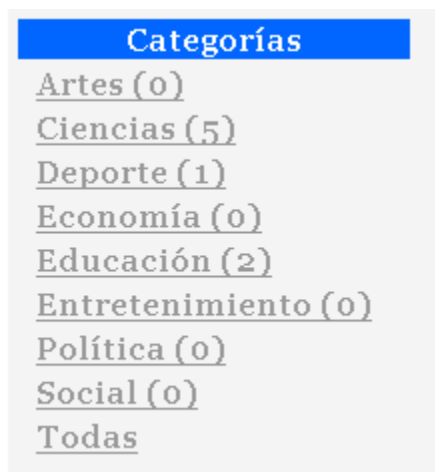 Categorías
Artes (0)
Ciencias (5)
Deporte (1)
Economía (0)
Educación (2)
Entretenimiento (0)
Política (0)
Social (0)
Todas